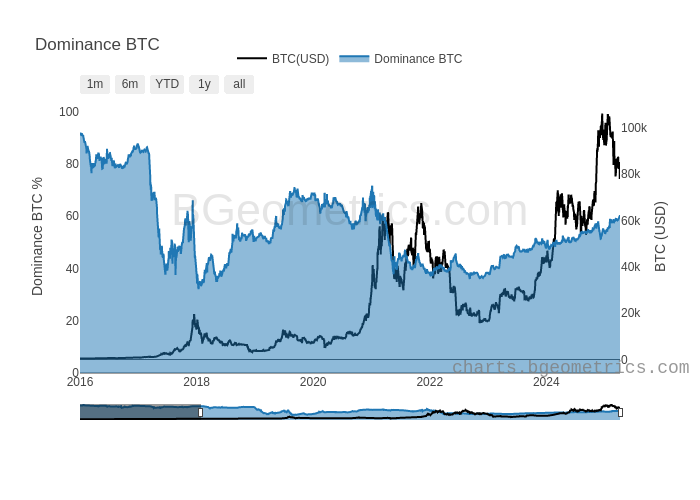 Dominance BTC
BTC(USD) Dominance BTC
1m 6m YTD 1y all
100
80
60
40
20
0
Dominance BTC %
BGeometrics.com
100k
80k
60k
40k
20k
0
BTC (USD)
charts.bgeometrics.com
2016 2018 2020 2022 2024